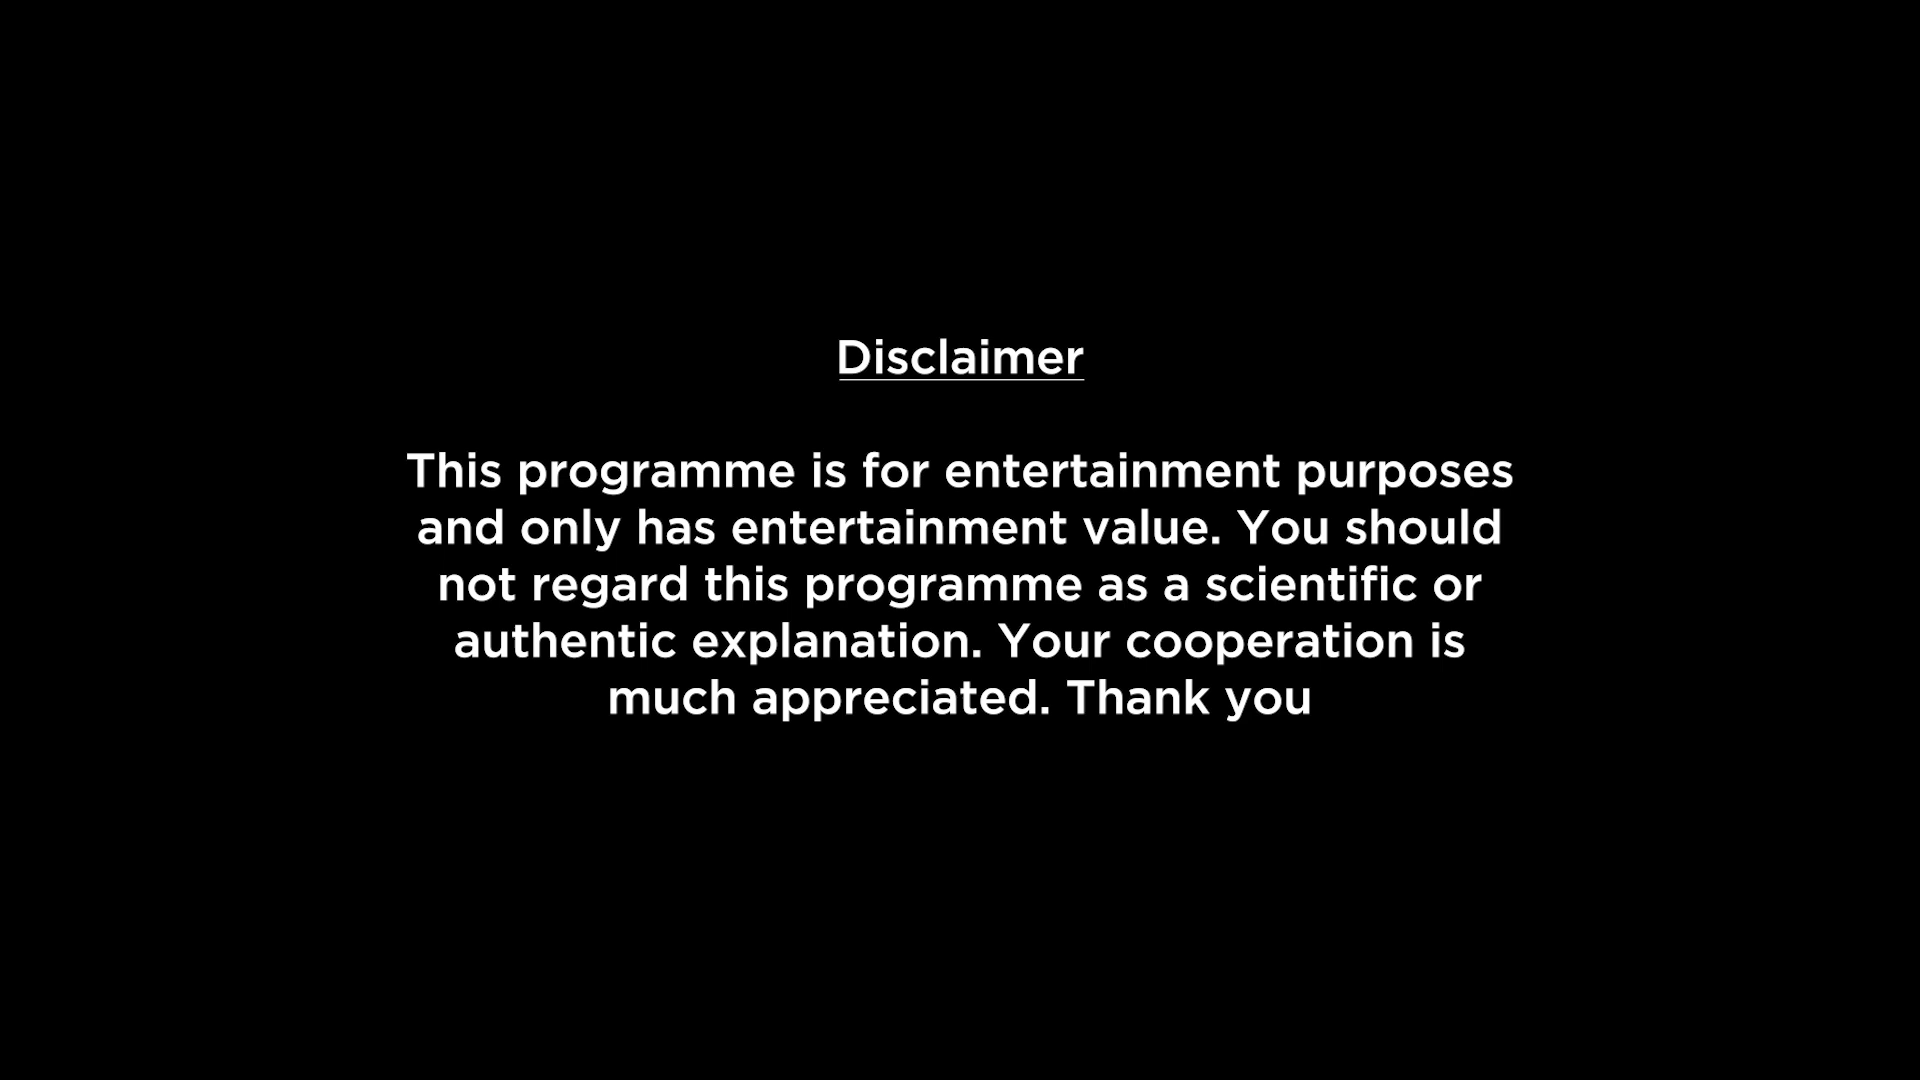 Disclaimer
This programme is for entertainment purposes
and only has entertainment value. You should
not regard this programme as a scientific or
authentic explanation. Your cooperation is
much appreciated. Thank you